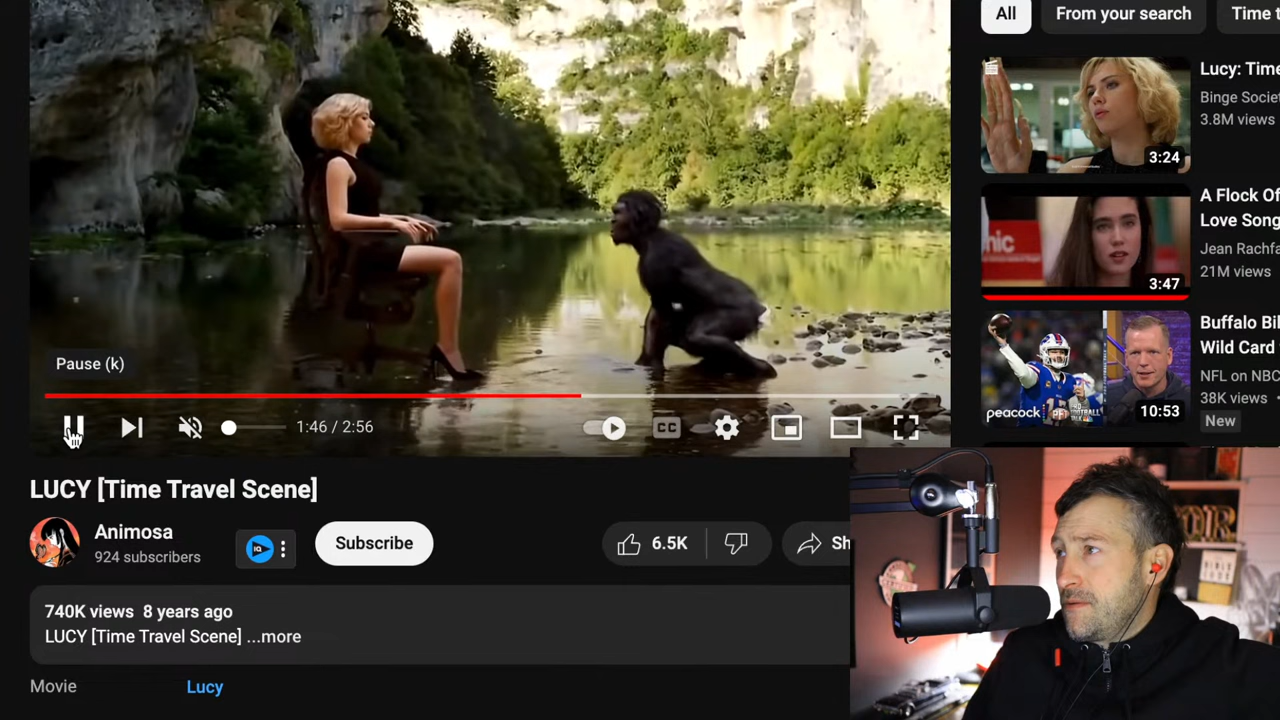 All
From your search
Time t
Lucy: Time
Binge Societ
3.8M views
3:24
A Flock Of
Love Song
Jean Rachfa
21M views
3:47
nic
Buffalo Bil
Wild Card
NFL on NBC
38K views
New
peacock
10:53
Pause (k)
1:46 / 2:56
CC
LUCY [Time Travel Scene]
Animosa
924 subscribers
IQ
Subscribe
6.5K
Sh
740K views 8 years ago
LUCY [Time Travel Scene] ...more
Movie
Lucy
OR